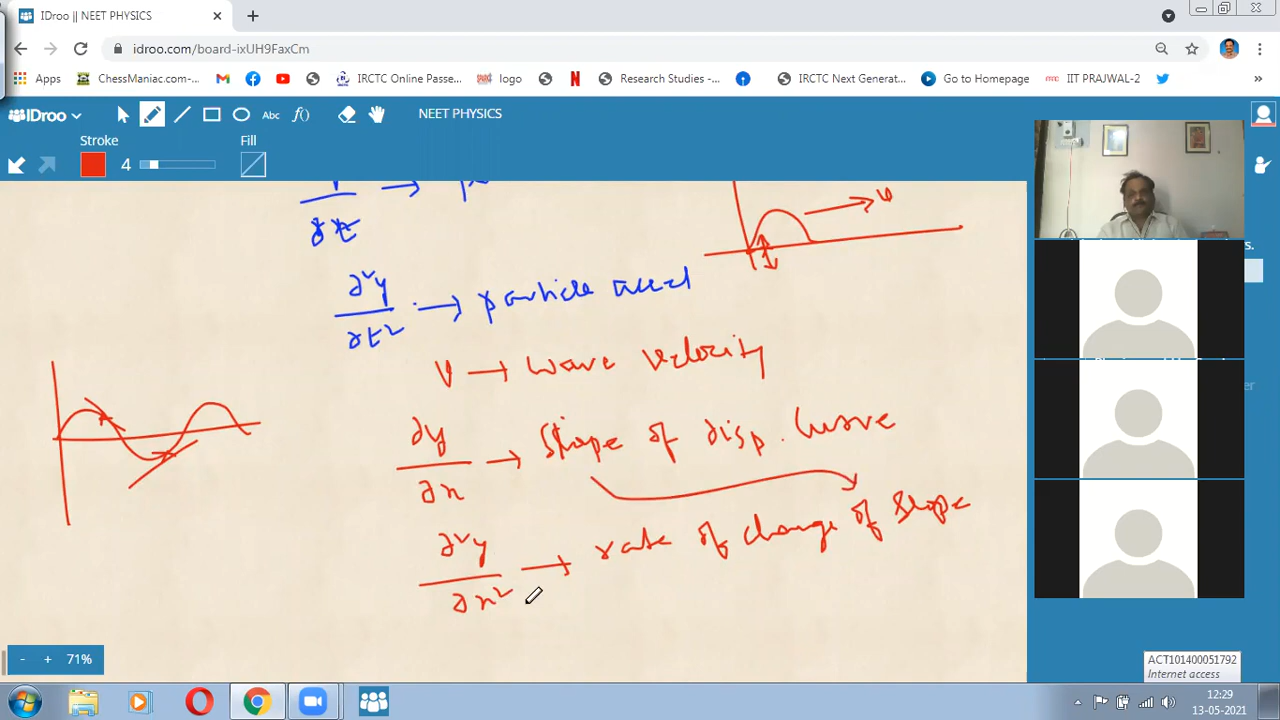 IDroo || NEET PHYSICS
idroo.com/board-ixUH9FaxCm
Apps ChessManiac.com-... IRCTC Online Passe... logo Research Studies -... IRCTC Next Generat... Go to Homepage IIT PRAJWAL-2 »
IDroo Abc f() NEET PHYSICS
Stroke Fill
4
∂t
v
∂²y/∂t² → particle accl
V → wave velocity
∂y/∂x → Slope of disp. curve
∂²y/∂x² → rate of change of slope
- + 71%
ACT101400051792
Internet access
12:29
13-05-2021